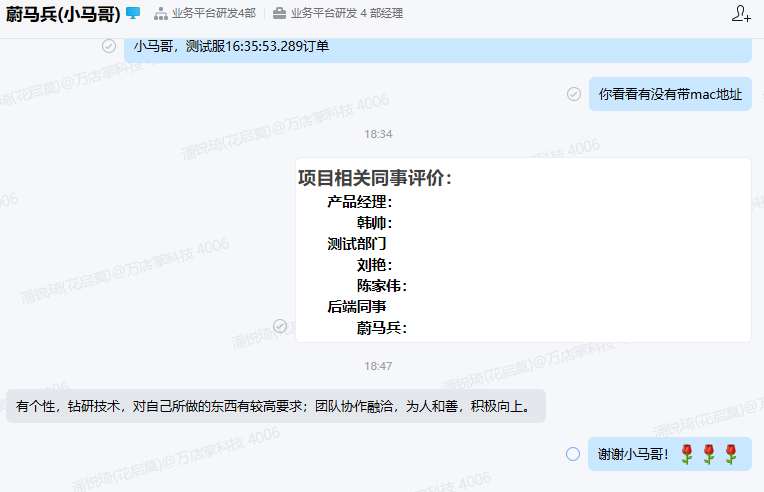 蔚马兵(小马哥) 业务平台研发4部 业务平台研发 4 部经理
小马哥，测试服16:35:53.289订单
你看看有没有带mac地址
18:34
项目相关同事评价：
产品经理：
韩帅：
测试部门
刘艳：
陈家伟：
后端同事
蔚马兵：
18:47
有个性，钻研技术，对自己所做的东西有较高要求；团队协作融洽，为人和善，积极向上。
谢谢小马哥！🌹🌹🌹
潘锐琦(花启莫)@万店掌科技 4006